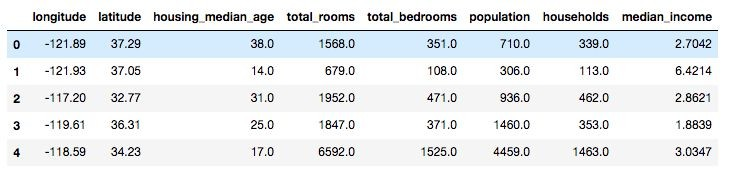 longitude latitude housing_median_age total_rooms total_bedrooms population households median_income
0 -121.89 37.29 38.0 1568.0 351.0 710.0 339.0 2.7042
1 -121.93 37.05 14.0 679.0 108.0 306.0 113.0 6.4214
2 -117.20 32.77 31.0 1952.0 471.0 936.0 462.0 2.8621
3 -119.61 36.31 25.0 1847.0 371.0 1460.0 353.0 1.8839
4 -118.59 34.23 17.0 6592.0 1525.0 4459.0 1463.0 3.0347